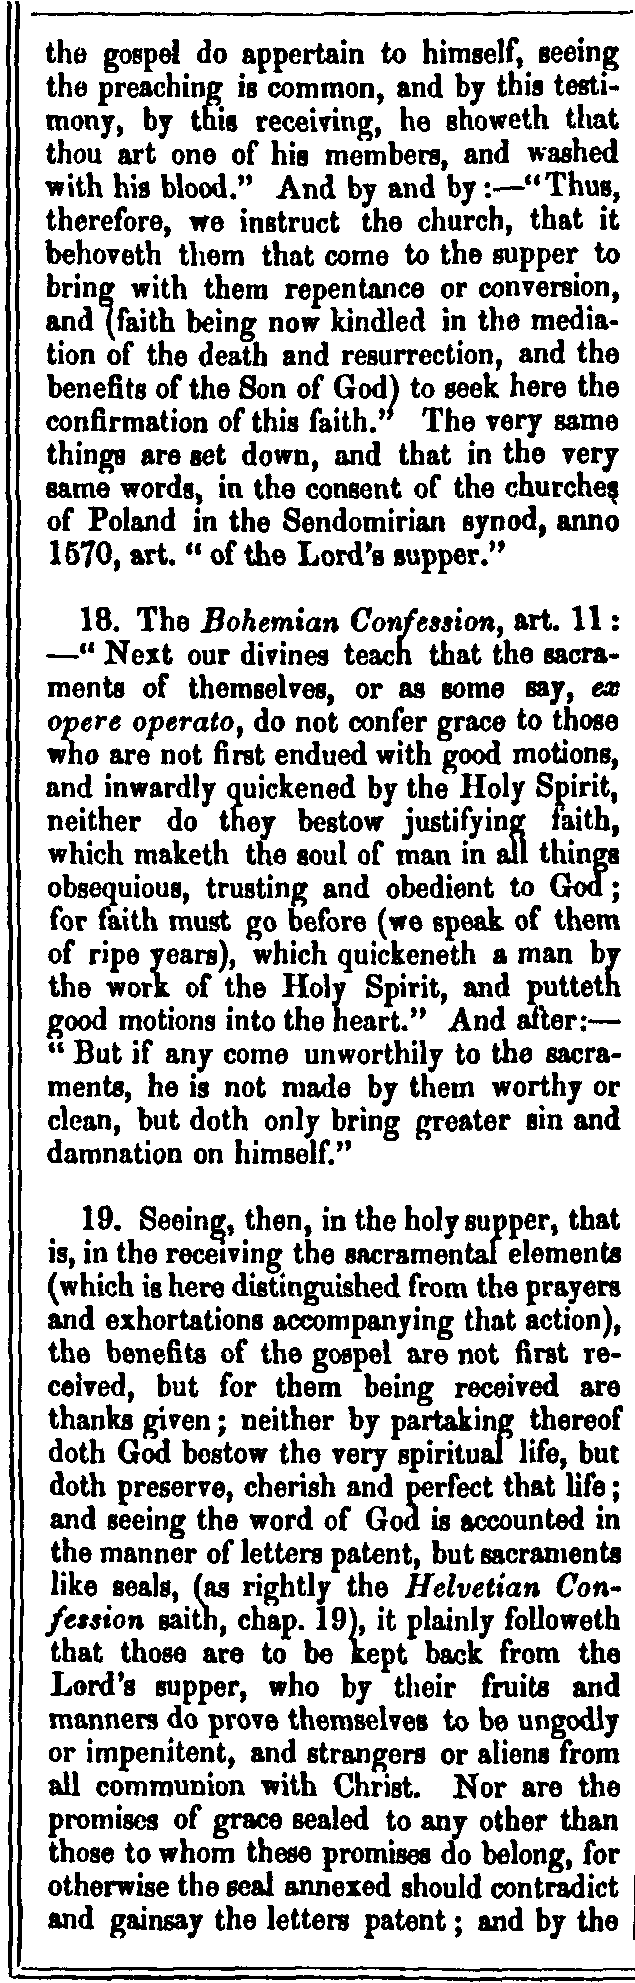 the gospel do appertain to himself, seeing
the preaching is common, and by this testi-
mony, by this receiving, he showeth that
thou art one of his members, and washed
with his blood.” And by and by:—“Thus,
therefore, we instruct the church, that it
behoveth them that come to the supper to
bring with them repentance or conversion,
and (faith being now kindled in the media-
tion of the death and resurrection, and the
benefits of the Son of God) to seek here the
confirmation of this faith.” The very same
things are set down, and that in the very
same words, in the consent of the churches
of Poland in the Sendomirian synod, anno
1570, art. “ of the Lord's supper.”
18. The Bohemian Confession, art. 11:
—“ Next our divines teach that the sacra-
ments of themselves, or as some say, ex
opere operato, do not confer grace to those
who are not first endued with good motions,
and inwardly quickened by the Holy Spirit,
neither do they bestow justifying faith,
which maketh the soul of man in all things
obsequious, trusting and obedient to God;
for faith must go before (we speak of them
of ripe years), which quickeneth a man by
the work of the Holy Spirit, and putteth
good motions into the heart.” And after:—
“ But if any come unworthily to the sacra-
ments, he is not made by them worthy or
clean, but doth only bring greater sin and
damnation on himself.”
19. Seeing, then, in the holy supper, that
is, in the receiving the sacramental elements
(which is here distinguished from the prayers
and exhortations accompanying that action),
the benefits of the gospel are not first re-
ceived, but for them being received are
thanks given; neither by partaking thereof
doth God bestow the very spiritual life, but
doth preserve, cherish and perfect that life;
and seeing the word of God is accounted in
the manner of letters patent, but sacraments
like seals, (as rightly the Helvetian Con-
fession saith, chap. 19), it plainly followeth
that those are to be kept back from the
Lord's supper, who by their fruits and
manners do prove themselves to be ungodly
or impenitent, and strangers or aliens from
all communion with Christ. Nor are the
promises of grace sealed to any other than
those to whom these promises do belong, for
otherwise the seal annexed should contradict
and gainsay the letters patent; and by the